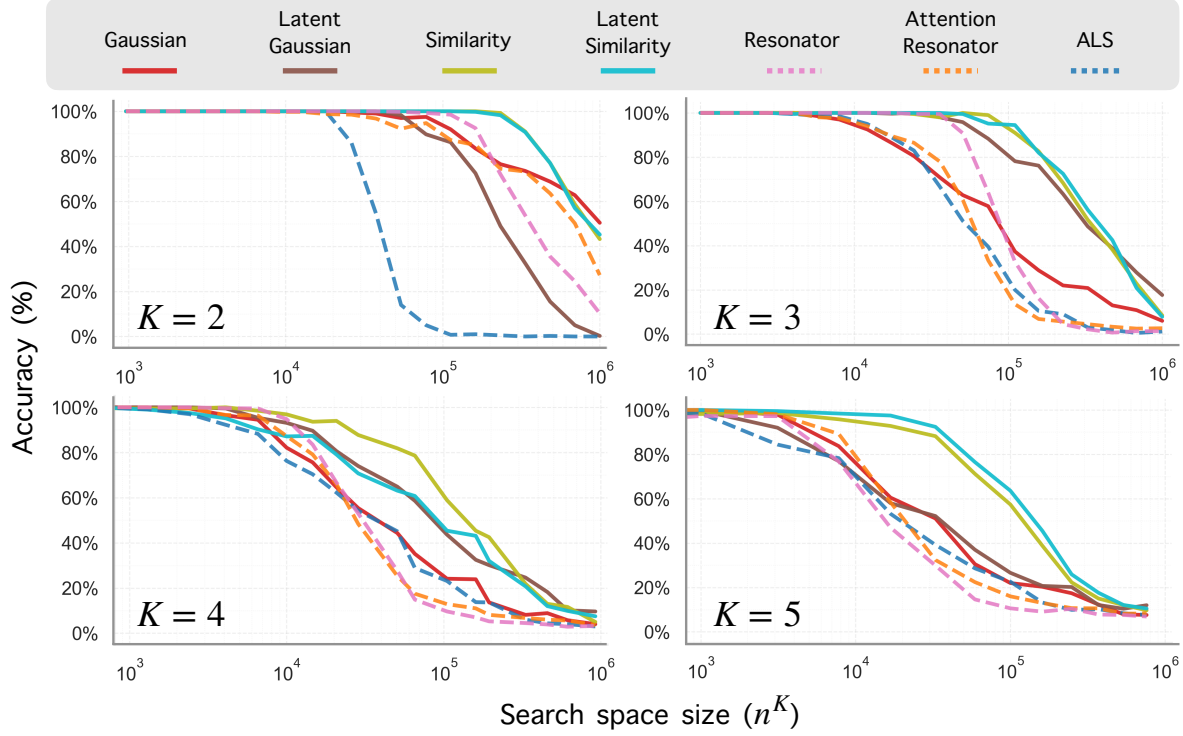 Gaussian
Latent
Gaussian
Similarity
Latent
Similarity
Resonator
Attention
Resonator
ALS
Accuracy (%)
100%
80%
60%
40%
20%
0%
K = 2
10^3
10^4
10^5
10^6
100%
80%
60%
40%
20%
0%
K = 3
10^3
10^4
10^5
10^6
100%
80%
60%
40%
20%
0%
K = 4
10^3
10^4
10^5
10^6
100%
80%
60%
40%
20%
0%
K = 5
10^3
10^4
10^5
10^6
Search space size (n^K)